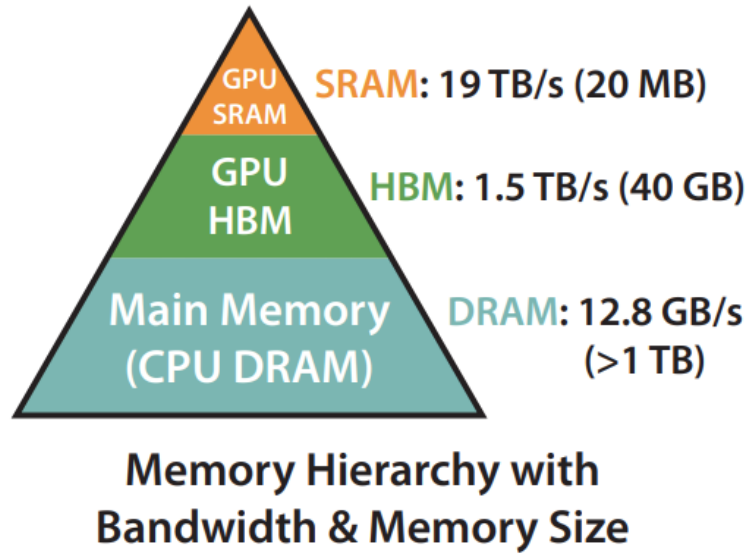 GPU
SRAM
SRAM: 19 TB/s (20 MB)
GPU
HBM
HBM: 1.5 TB/s (40 GB)
Main Memory
(CPU DRAM)
DRAM: 12.8 GB/s
(>1 TB)
Memory Hierarchy with
Bandwidth & Memory Size